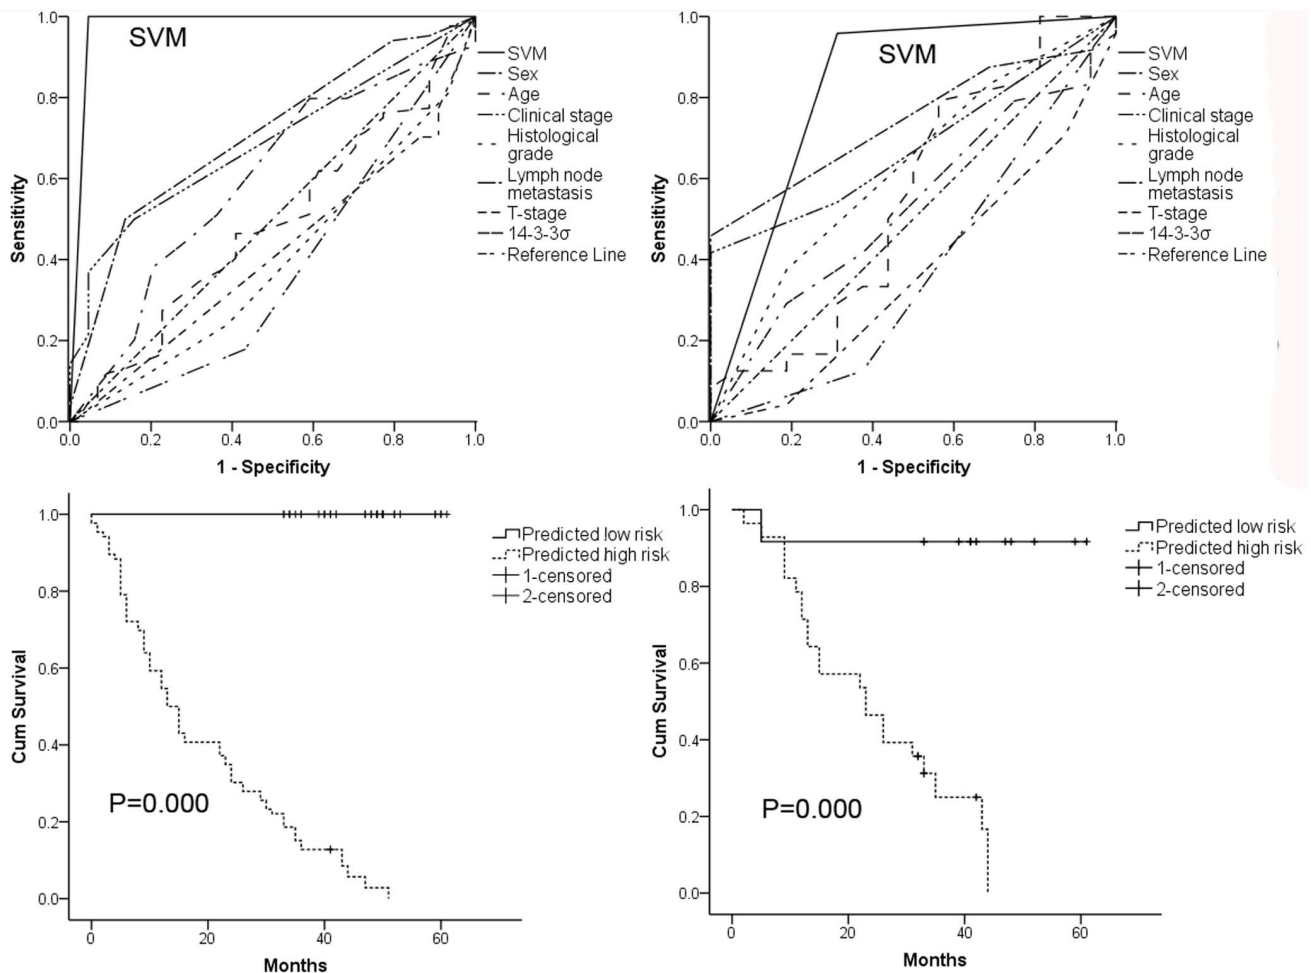 1.0
0.8
0.6
0.4
0.2
0.0
Sensitivity
0.0
0.2
0.4
0.6
0.8
1.0
1 - Specificity
SVM
SVM
Sex
Age
Clinical stage
Histological
grade
Lymph node
metastasis
T-stage
14-3-3σ
Reference Line
1.0
0.8
0.6
0.4
0.2
0.0
Sensitivity
0.0
0.2
0.4
0.6
0.8
1.0
1 - Specificity
SVM
SVM
Sex
Age
Clinical stage
Histological
grade
Lymph node
metastasis
T-stage
14-3-3σ
Reference Line
1.0
0.8
0.6
0.4
0.2
0.0
Cum Survival
0
20
40
60
Months
P=0.000
Predicted low risk
Predicted high risk
1-censored
2-censored
1.0
0.8
0.6
0.4
0.2
0.0
Cum Survival
0
20
40
60
Months
P=0.000
Predicted low risk
Predicted high risk
1-censored
2-censored